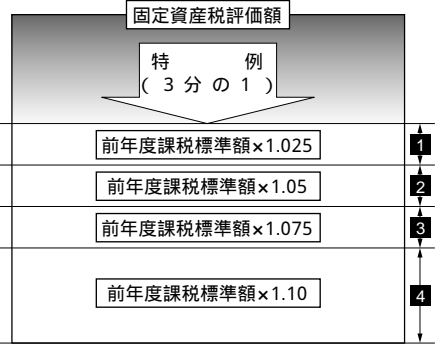 固定資産税評価額
特 例
( 3 分 の 1 )
前年度課税標準額×1.025
1
前年度課税標準額×1.05
2
前年度課税標準額×1.075
3
前年度課税標準額×1.10
4